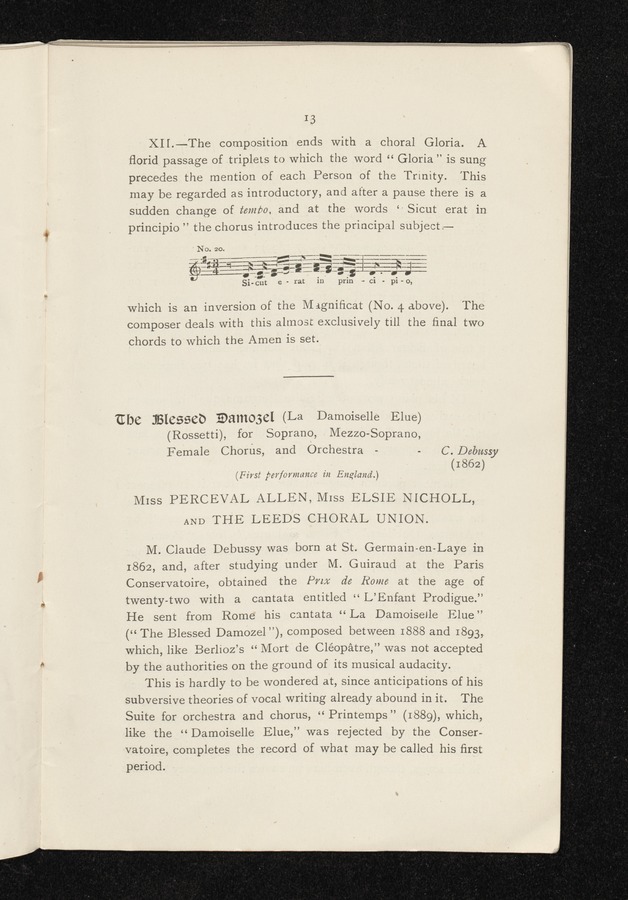 13
XII.—The composition ends with a choral Gloria. A
florid passage of triplets to which the word “ Gloria ” is sung
precedes the mention of each Person of the Trinity. This
may be regarded as introductory, and after a pause there is a
sudden change of tempo, and at the words ‘ Sicut erat in
principio ” the chorus introduces the principal subject—
No. 20.
Si - cut e - rat in prin - ci - pi - o,
which is an inversion of the Magnificat (No. 4 above). The
composer deals with this almost exclusively till the final two
chords to which the Amen is set.
The Blessed Damozel (La Damoiselle Elue)
(Rossetti), for Soprano, Mezzo-Soprano,
Female Chorus, and Orchestra - - C. Debussy
(1862)
(First performance in England.)
Miss PERCEVAL ALLEN, Miss ELSIE NICHOLL,
AND THE LEEDS CHORAL UNION.
M. Claude Debussy was born at St. Germain-en-Laye in
1862, and, after studying under M. Guiraud at the Paris
Conservatoire, obtained the Prix de Rome at the age of
twenty-two with a cantata entitled “ L’Enfant Prodigue.”
He sent from Rome his cantata “ La Damoiselle Elue ”
(“ The Blessed Damozel ”), composed between 1888 and 1893,
which, like Berlioz’s “ Mort de Cléopâtre,” was not accepted
by the authorities on the ground of its musical audacity.
This is hardly to be wondered at, since anticipations of his
subversive theories of vocal writing already abound in it. The
Suite for orchestra and chorus, “ Printemps ” (1889), which,
like the “ Damoiselle Elue,” was rejected by the Conser-
vatoire, completes the record of what may be called his first
period.